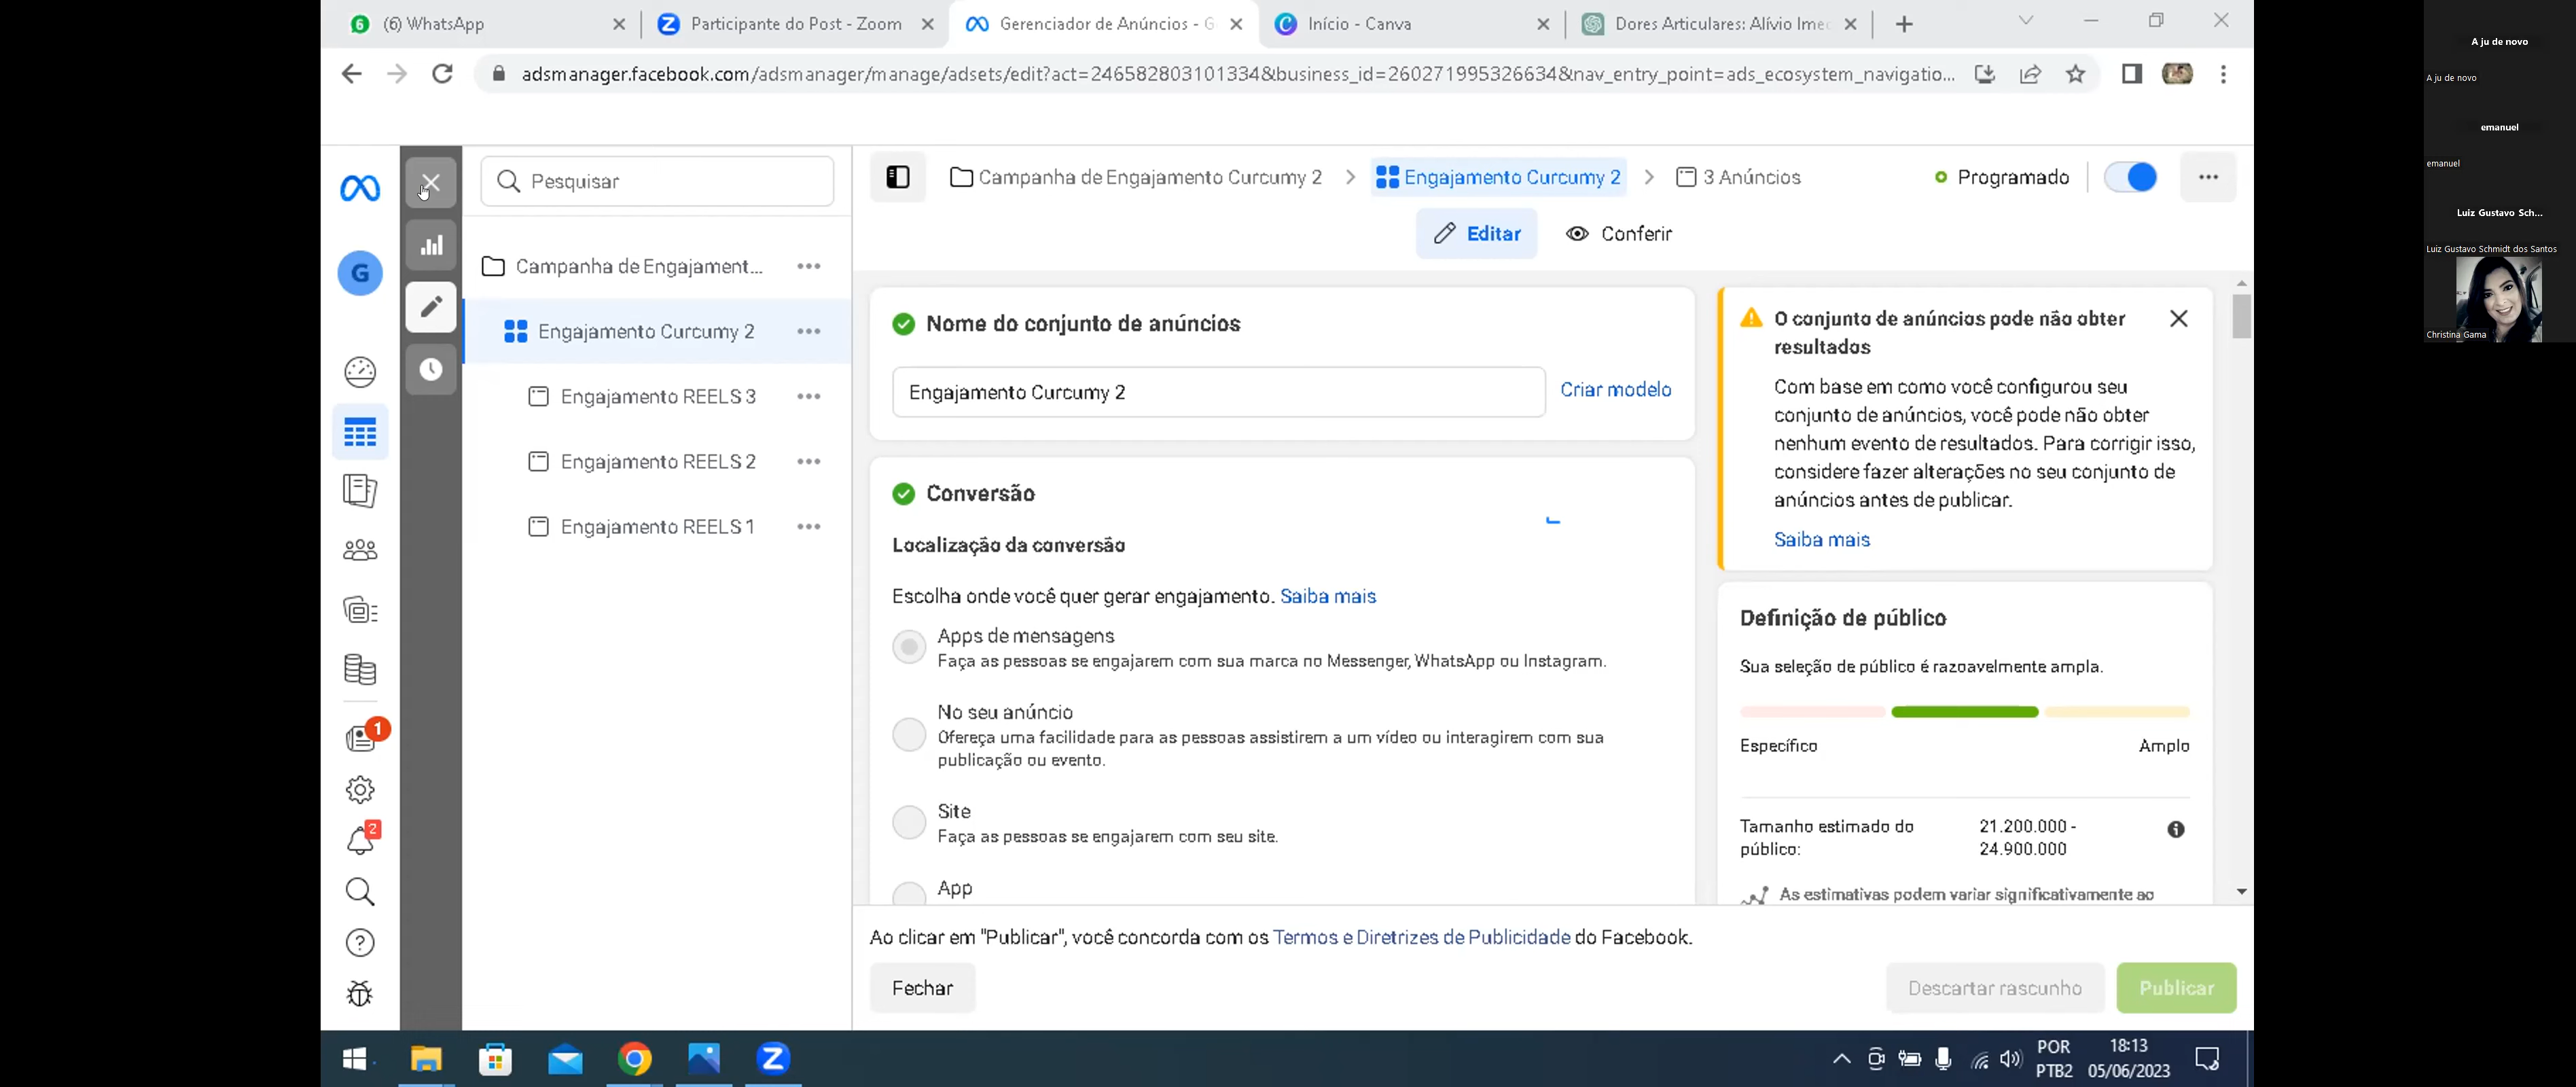 (6) WhatsApp
Participante do Post - Zoom
Gerenciador de Anúncios - G
Início - Canva
Dores Articulares: Alívio Imed
adsmanager.facebook.com/adsmanager/manage/adsets/edit?act=246582803101334&business_id=260271995326634&nav_entry_point=ads_ecosystem_navigatio...
Pesquisar
Campanha de Engajamento Curcumy 2
Engajamento Curcumy 2
3 Anúncios
Programado
Editar
Conferir
G
Campanha de Engajament...
Engajamento Curcumy 2
Engajamento REELS 3
Engajamento REELS 2
Engajamento REELS 1
1
2
Nome do conjunto de anúncios
Engajamento Curcumy 2
Criar modelo
Conversão
Localização da conversão
Escolha onde você quer gerar engajamento. Saiba mais
Apps de mensagens
Faça as pessoas se engajarem com sua marca no Messenger, WhatsApp ou Instagram.
No seu anúncio
Ofereça uma facilidade para as pessoas assistirem a um vídeo ou interagirem com sua
publicação ou evento.
Site
Faça as pessoas se engajarem com seu site.
App
O conjunto de anúncios pode não obter
resultados
Com base em como você configurou seu
conjunto de anúncios, você pode não obter
nenhum evento de resultados. Para corrigir isso,
considere fazer alterações no seu conjunto de
anúncios antes de publicar.
Saiba mais
Definição de público
Sua seleção de público é razoavelmente ampla.
Específico
Amplo
Tamanho estimado do
público:
21.200.000 -
24.900.000
As estimativas podem variar significativamente ao
Ao clicar em "Publicar", você concorda com os Termos e Diretrizes de Publicidade do Facebook.
Fechar
Descartar rascunho
Publicar
POR
PTB2
18:13
05/06/2023
A ju de novo
A ju de novo
emanuel
emanuel
Luiz Gustavo Sch...
Luiz Gustavo Schmidt dos Santos
Christina Gama